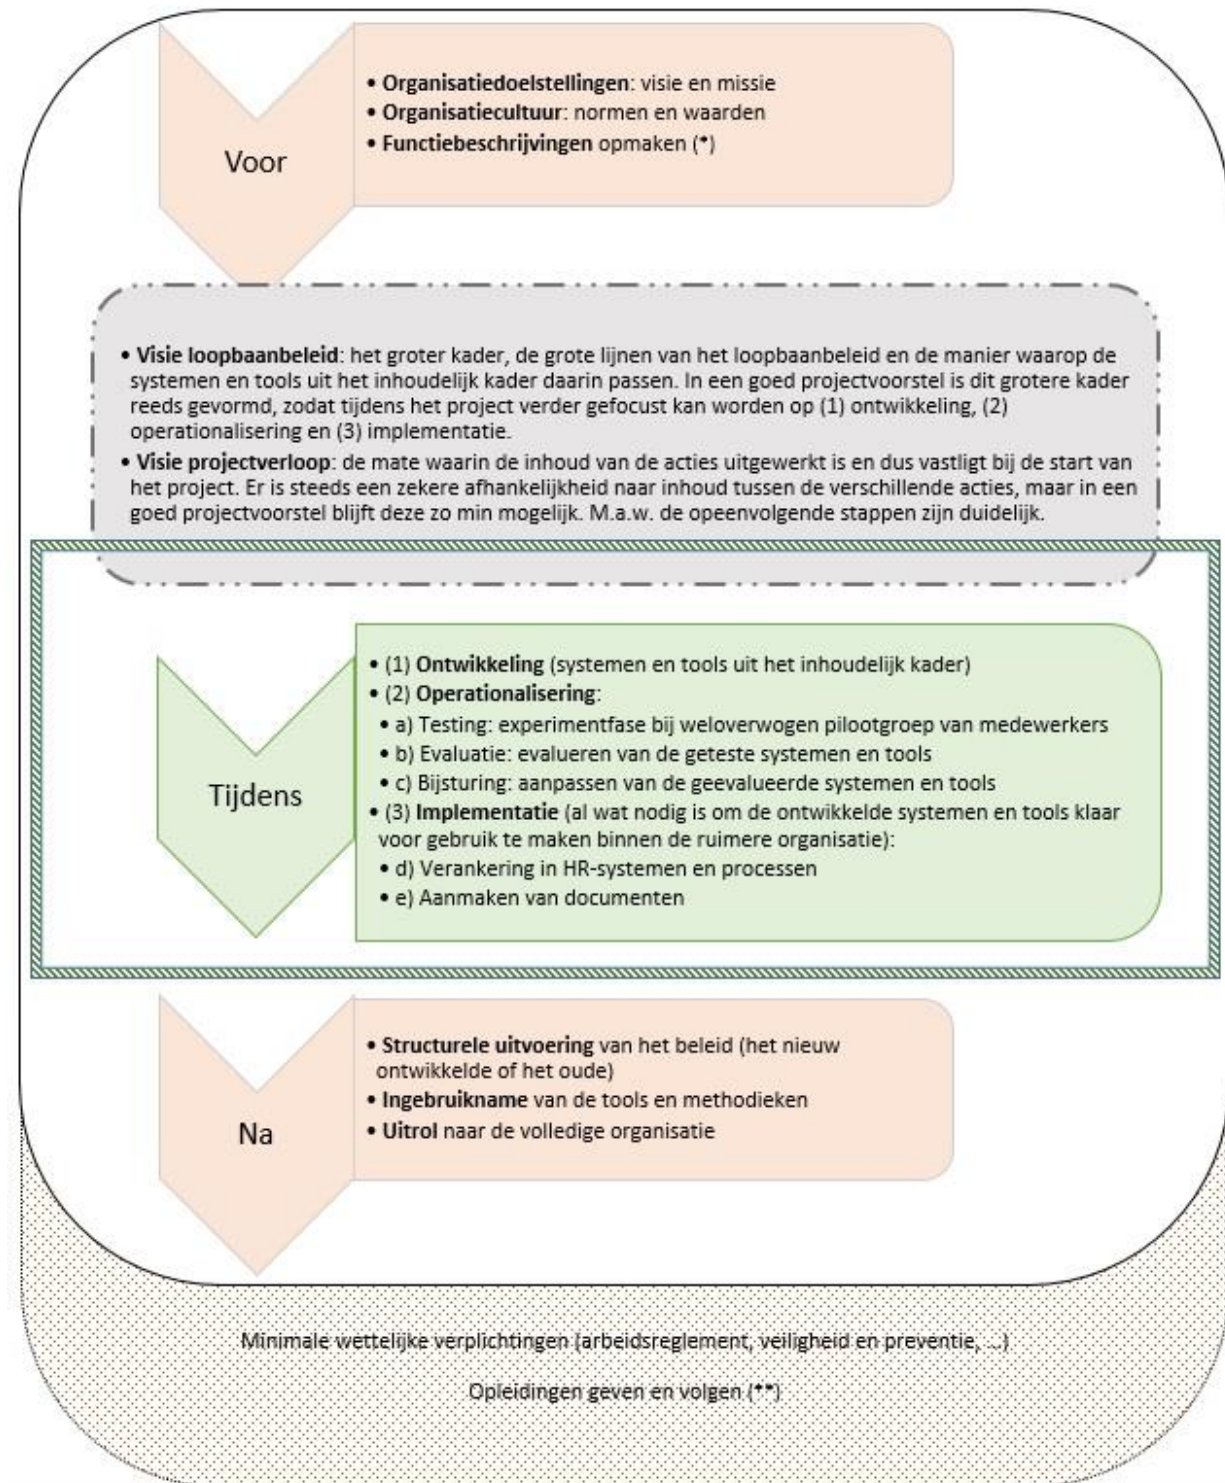 • Organisatiedoelstellingen: visie en missie
• Organisatiecultuur: normen en waarden
• Functiebeschrijvingen opmaken (*)
Voor
• Visie loopbaanbeleid: het groter kader, de grote lijnen van het loopbaanbeleid en de manier waarop de
systemen en tools uit het inhoudelijk kader daarin passen. In een goed projectvoorstel is dit grotere kader
reeds gevormd, zodat tijdens het project verder gefocust kan worden op (1) ontwikkeling, (2)
operationalisering en (3) implementatie.
• Visie projectverloop: de mate waarin de inhoud van de acties uitgewerkt is en dus vastligt bij de start van
het project. Er is steeds een zekere afhankelijkheid naar inhoud tussen de verschillende acties, maar in een
goed projectvoorstel blijft deze zo min mogelijk. M.a.w. de opeenvolgende stappen zijn duidelijk.
• (1) Ontwikkeling (systemen en tools uit het inhoudelijk kader)
• (2) Operationalisering:
• a) Testing: experimentfase bij weloverwogen pilootgroep van medewerkers
• b) Evaluatie: evalueren van de geteste systemen en tools
• c) Bijsturing: aanpassen van de geevalueerde systemen en tools
• (3) Implementatie (al wat nodig is om de ontwikkelde systemen en tools klaar
voor gebruik te maken binnen de ruimere organisatie):
• d) Verankering in HR-systemen en processen
• e) Aanmaken van documenten
Tijdens
• Structurele uitvoering van het beleid (het nieuw
ontwikkelde of het oude)
• Ingebruikname van de tools en methodieken
• Uitrol naar de volledige organisatie
Na
Minimale wettelijke verplichtingen (arbeidsreglement, veiligheid en preventie, ...)
Opleidingen geven en volgen (**)